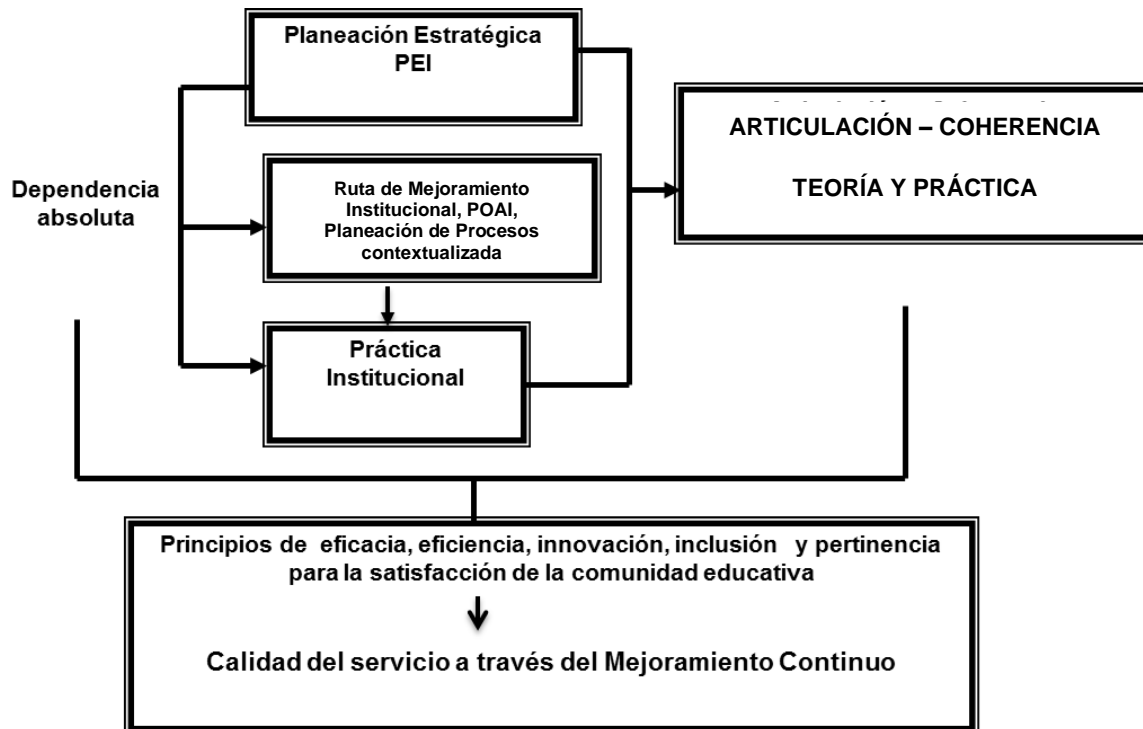 Planeación Estratégica
PEI
ARTICULACIÓN – COHERENCIA
TEORÍA Y PRÁCTICA
Dependencia
absoluta
Ruta de Mejoramiento
Institucional, POAI,
Planeación de Procesos
contextualizada
Práctica
Institucional
Principios de eficacia, eficiencia, innovación, inclusión y pertinencia
para la satisfacción de la comunidad educativa
Calidad del servicio a través del Mejoramiento Continuo